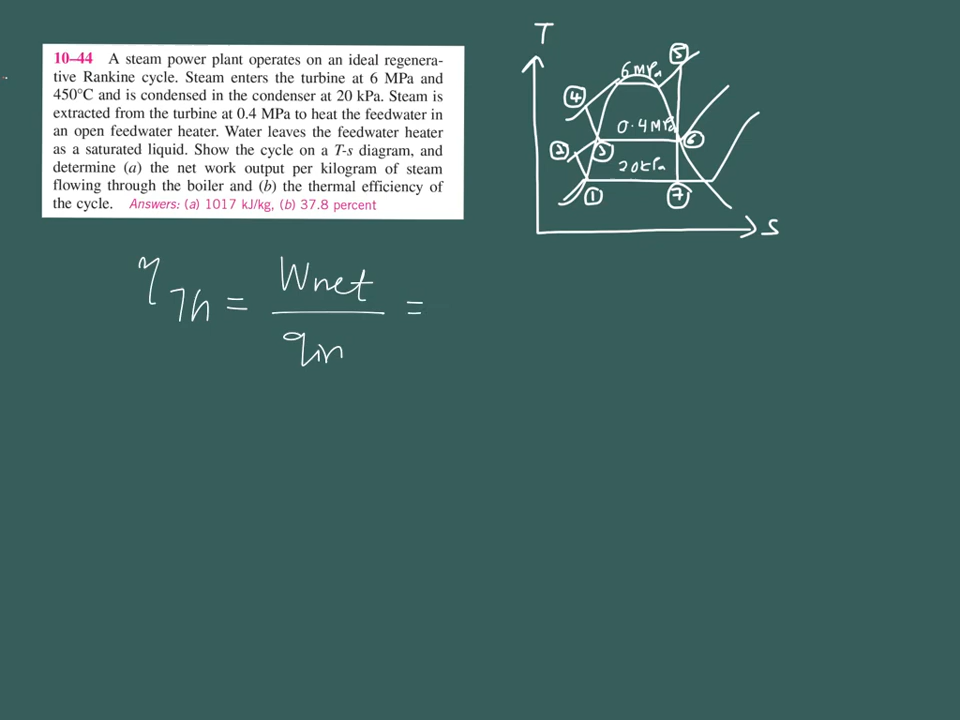 10–44 A steam power plant operates on an ideal regenera-
tive Rankine cycle. Steam enters the turbine at 6 MPa and
450°C and is condensed in the condenser at 20 kPa. Steam is
extracted from the turbine at 0.4 MPa to heat the feedwater in
an open feedwater heater. Water leaves the feedwater heater
as a saturated liquid. Show the cycle on a T-s diagram, and
determine (a) the net work output per kilogram of steam
flowing through the boiler and (b) the thermal efficiency of
the cycle. Answers: (a) 1017 kJ/kg, (b) 37.8 percent
T
5
6 MPa
4
0.4 MPa
6
2
3
20kPa
1
7
S
η Th = Wnet / qin =